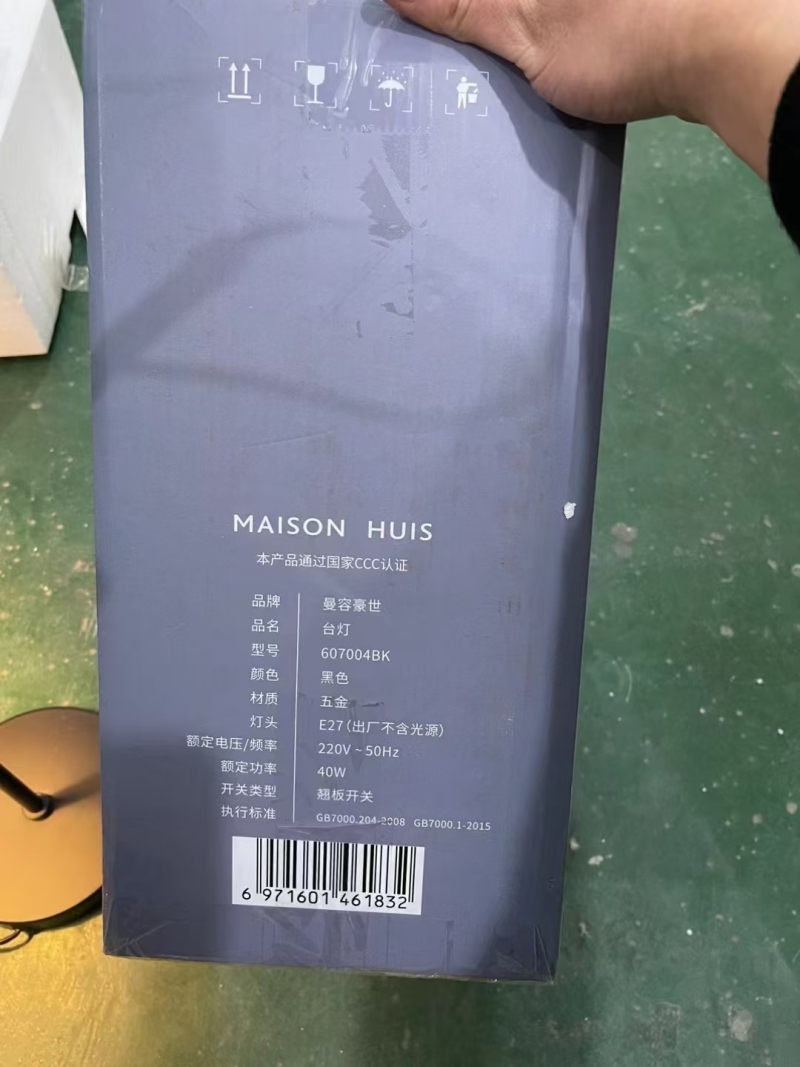 MAISON HUIS
本产品通过国家CCC认证
品牌 曼容豪世
品名 台灯
型号 607004BK
颜色 黑色
材质 五金
灯头 E27(出厂不含光源)
额定电压/频率 220V~50Hz
额定功率 40W
开关类型 翘板开关
执行标准 GB7000.204-2008 GB7000.1-2015
6 971601 461832